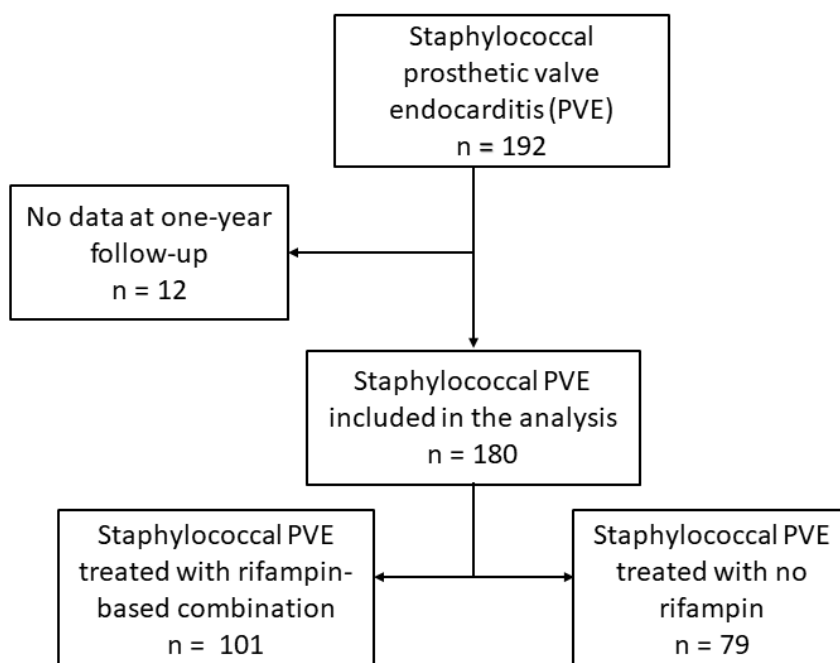 Staphylococcal
prosthetic valve
endocarditis (PVE)
n = 192
No data at one-year
follow-up
n = 12
Staphylococcal PVE
included in the analysis
n = 180
Staphylococcal PVE
treated with rifampin-
based combination
n = 101
Staphylococcal PVE
treated with no
rifampin
n = 79